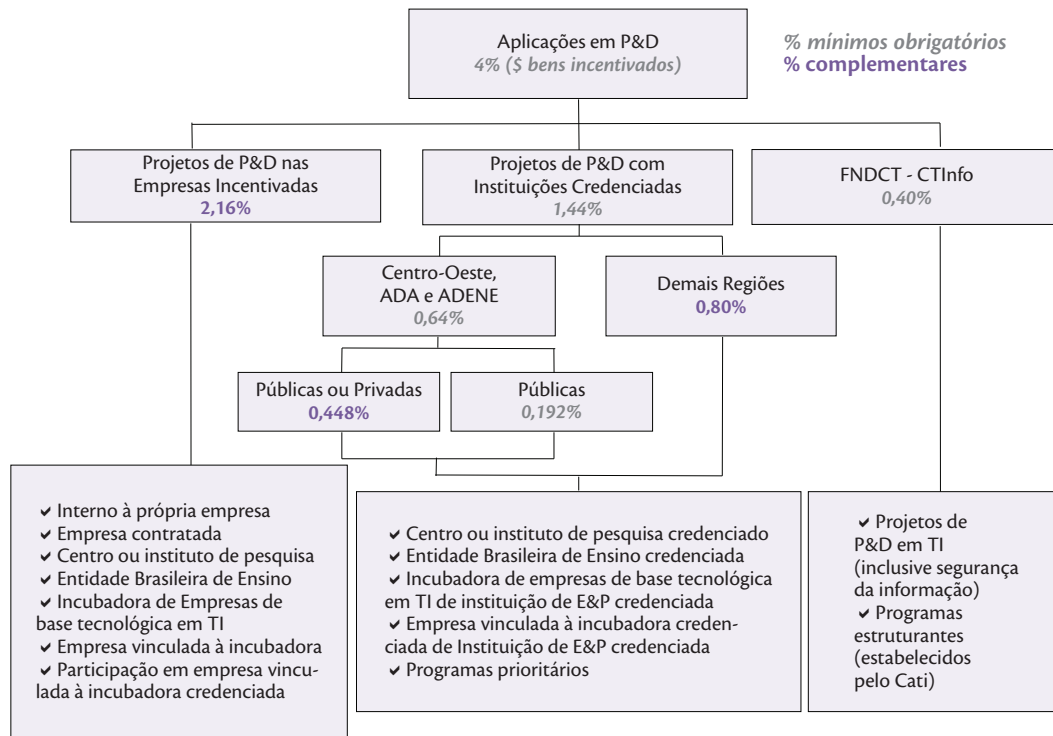 Aplicações em P&D
4% ($ bens incentivados)
% mínimos obrigatórios
% complementares
Projetos de P&D nas
Empresas Incentivadas
2,16%
Projetos de P&D com
Instituições Credenciadas
1,44%
FNDCT - CTInfo
0,40%
Centro-Oeste,
ADA e ADENE
0,64%
Demais Regiões
0,80%
Públicas ou Privadas
0,448%
Públicas
0,192%
✔ Interno à própria empresa
✔ Empresa contratada
✔ Centro ou instituto de pesquisa
✔ Entidade Brasileira de Ensino
✔ Incubadora de Empresas de
base tecnológica em TI
✔ Empresa vinculada à incubadora
✔ Participação em empresa vincu-
lada à incubadora credenciada
✔ Centro ou instituto de pesquisa credenciado
✔ Entidade Brasileira de Ensino credenciada
✔ Incubadora de empresas de base tecnológica
em TI de instituição de E&P credenciada
✔ Empresa vinculada à incubadora creden-
ciada de Instituição de E&P credenciada
✔ Programas prioritários
✔ Projetos de
P&D em TI
(inclusive segurança
da informação)
✔ Programas
estruturantes
(estabelecidos
pelo Cati)